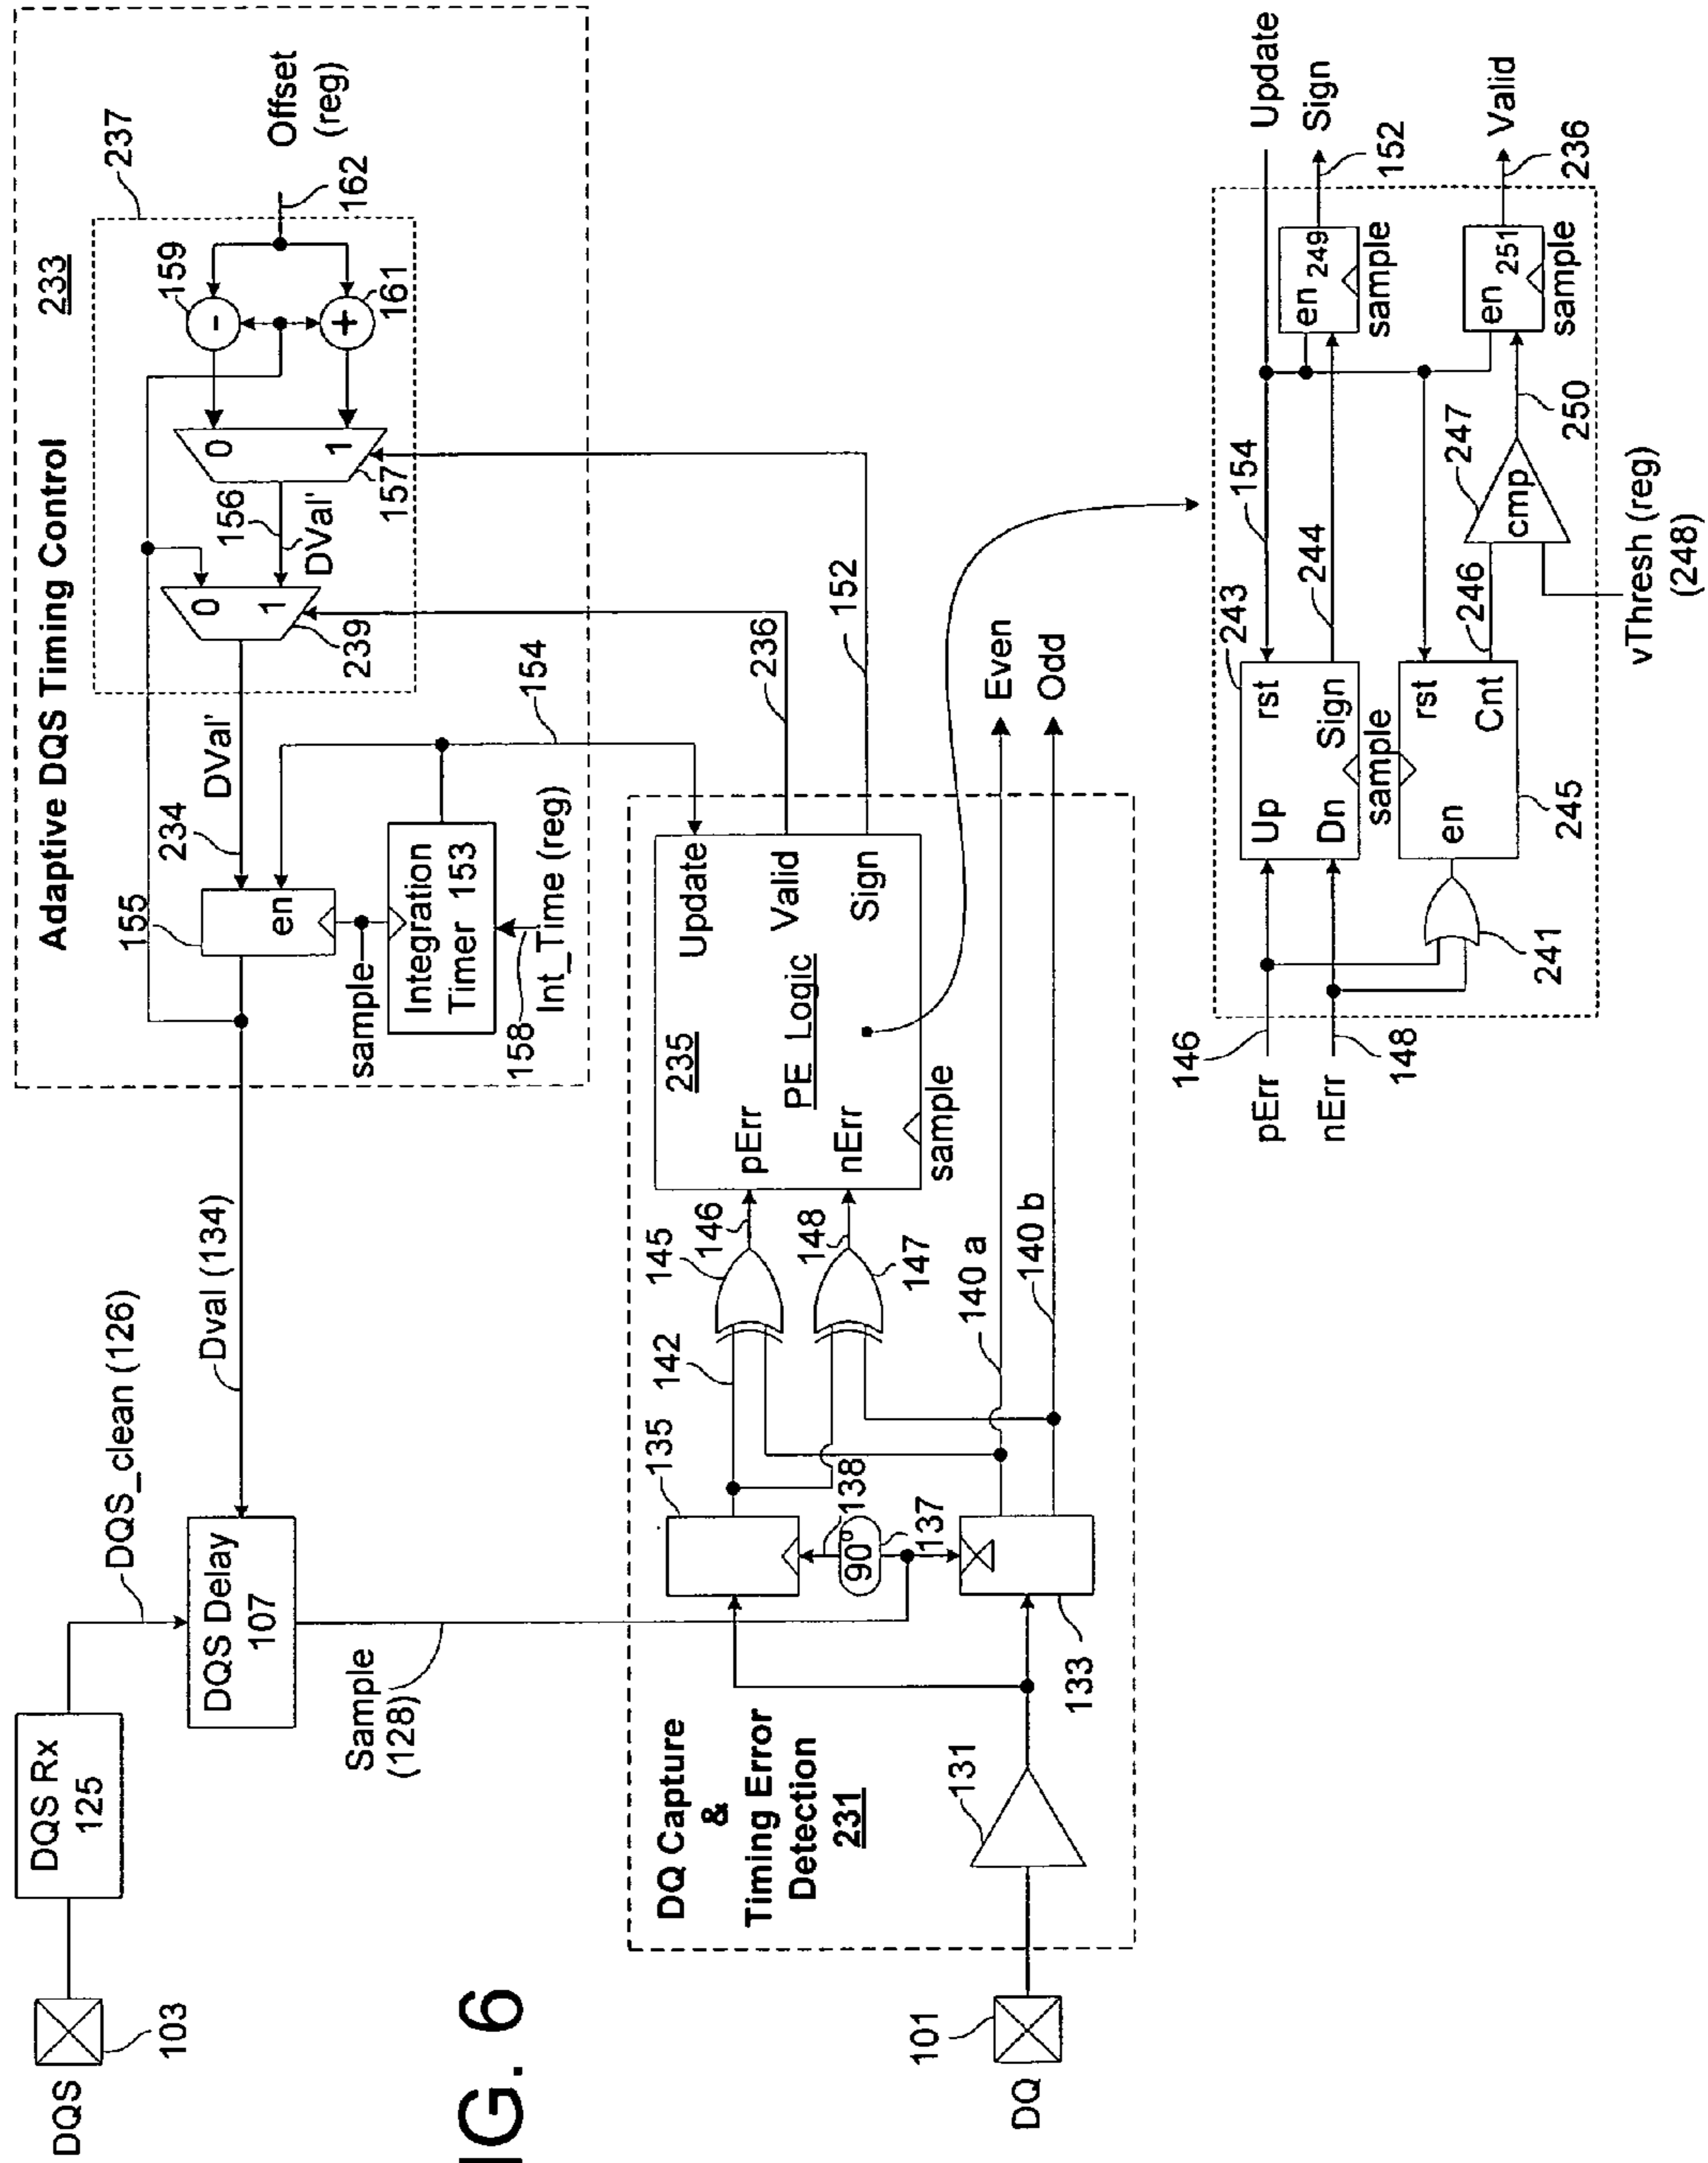 Adaptive DQS Timing Control
233
237
159
-
Offset
(reg)
162
+
161
0
1
157
156
DVal'
0
1
239
DVal'
234
155
en
sample
Integration
Timer 153
158
Int_Time (reg)
154
236
152
DQS
103
DQS Rx
125
DQS_clean (126)
DQS Delay
107
Dval (134)
Sample
(128)
DQ Capture
&
Timing Error
Detection
231
DQ
101
131
133
135
138
90°
137
142
145
146
148
147
140 a
140 b
235
PE Logic
pErr
nErr
Update
Valid
Sign
sample
Even
Odd
146
pErr
nErr
148
241
243
Up
rst
Dn
Sign
sample
en
rst
Cnt
245
154
244
246
247
cmp
250
vThresh (reg)
(248)
en
249
sample
en
251
sample
Update
Sign
152
Valid
236
IG. 6